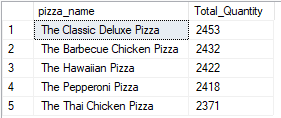 pizza_name Total_Quantity
1 The Classic Deluxe Pizza 2453
2 The Barbecue Chicken Pizza 2432
3 The Hawaiian Pizza 2422
4 The Pepperoni Pizza 2418
5 The Thai Chicken Pizza 2371